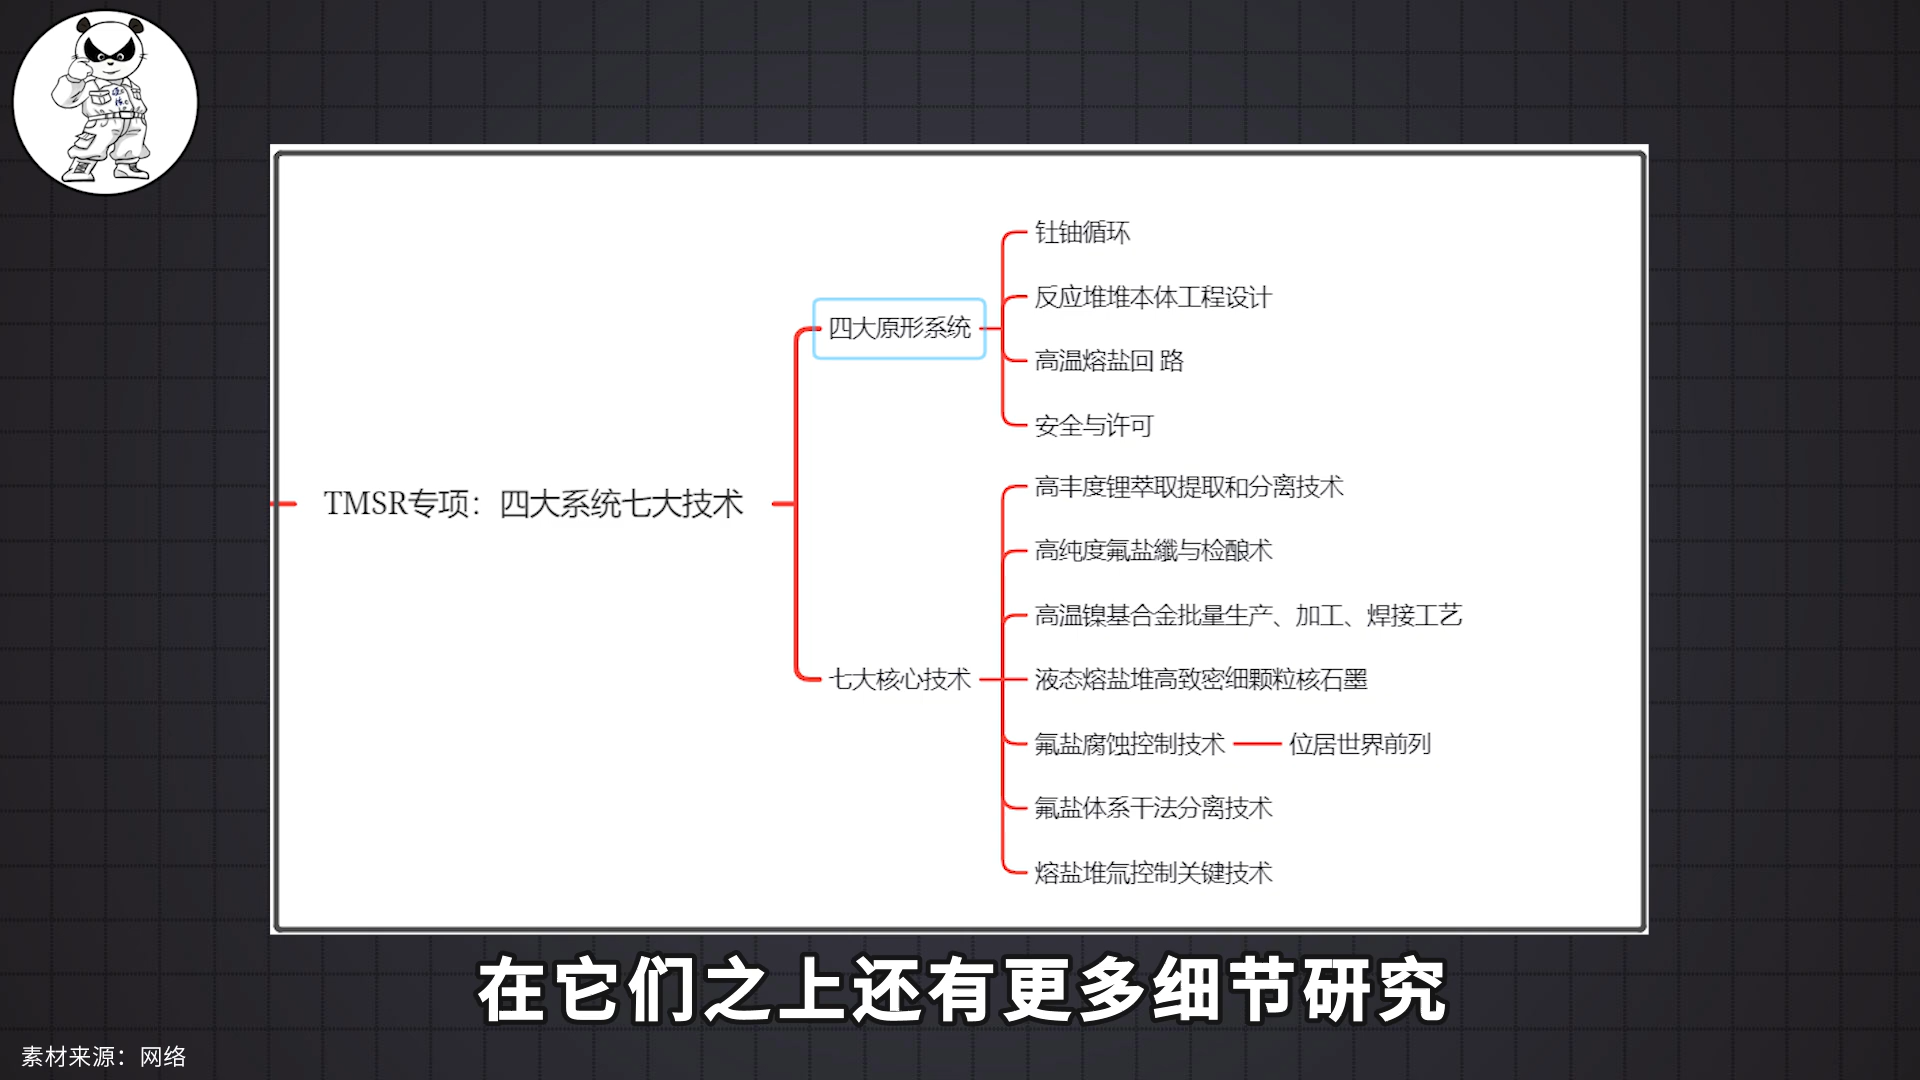 钍铀循环
反应堆堆本体工程设计
四大原形系统
高温熔盐回 路
安全与许可
TMSR专项：四大系统七大技术
高丰度锂萃取提取和分离技术
高纯度氟盐纖与检酿术
高温镍基合金批量生产、加工、焊接工艺
七大核心技术
液态熔盐堆高致密细颗粒核石墨
氟盐腐蚀控制技术
位居世界前列
氟盐体系干法分离技术
熔盐堆氚控制关键技术
在它们之上还有更多细节研究
素材来源：网络